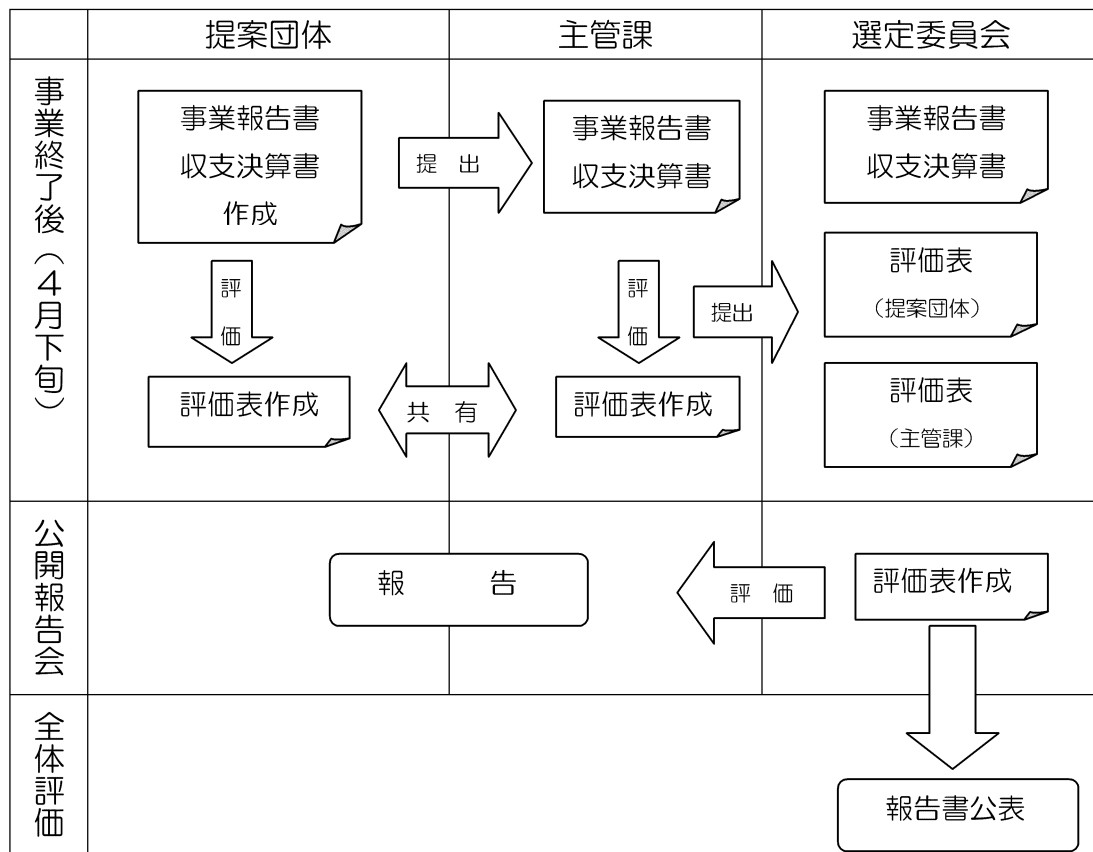 提案団体
主管課
選定委員会
事業終了後（4月下旬）
事業報告書
収支決算書
作成
提 出
事業報告書
収支決算書
事業報告書
収支決算書
評
価
評
価
提出
評価表
（提案団体）
評価表作成
共 有
評価表作成
評価表
（主管課）
公開報告会
報 告
評 価
評価表作成
全体評価
報告書公表